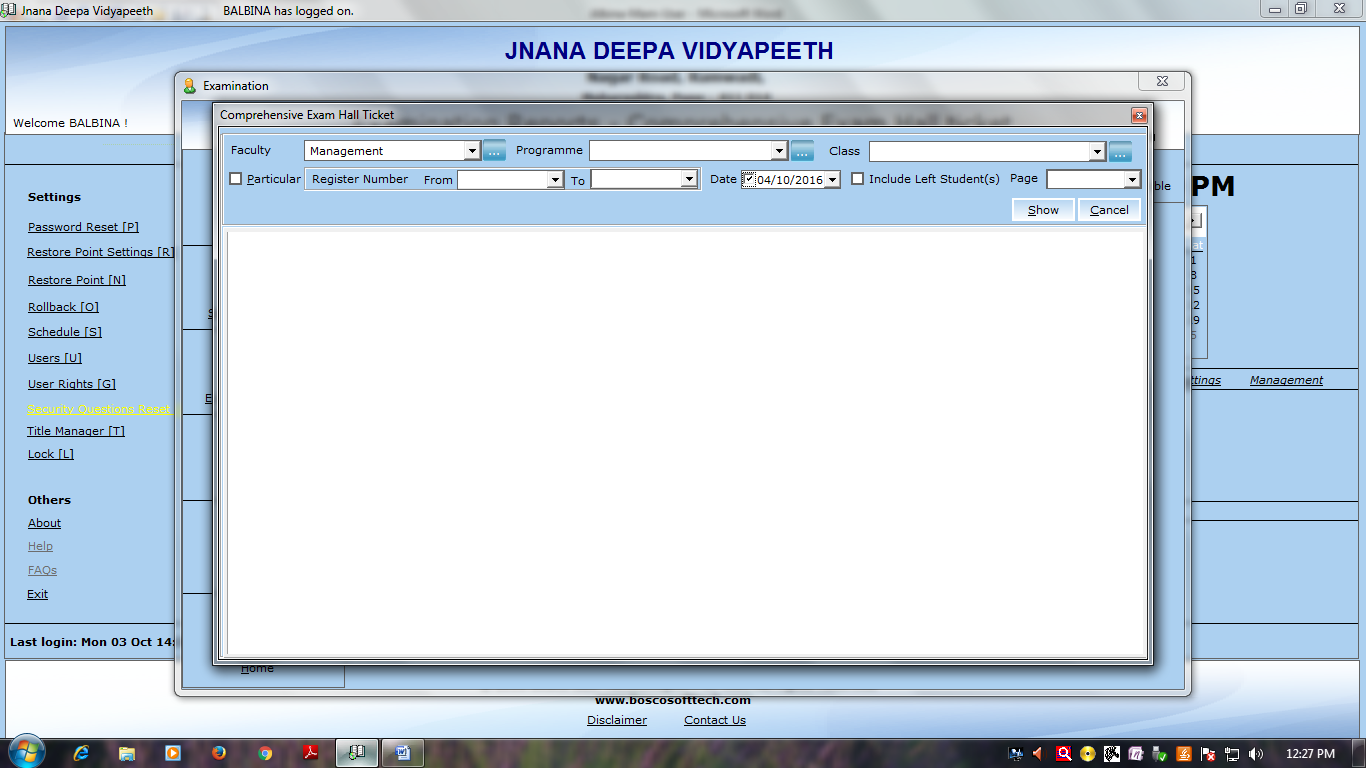 Jnana Deepa Vidyapeeth BALBINA has logged on.
JNANA DEEPA VIDYAPEETH
Welcome BALBINA !
Examination
Comprehensive Exam Hall Ticket
Faculty Management ... Programme ... Class ...
Particular Register Number From To Date 04/10/2016 Include Left Student(s) Page
Show Cancel
PM
Settings
Password Reset [P]
Restore Point Settings [R]
Restore Point [N]
Rollback [O]
Schedule [S]
Users [U]
User Rights [G]
Security Questions Reset
Title Manager [T]
Lock [L]
Management
Others
About
Help
FAQs
Exit
Last login: Mon 03 Oct 14:
Home
www.boscosofttech.com
Disclaimer Contact Us
12:27 PM